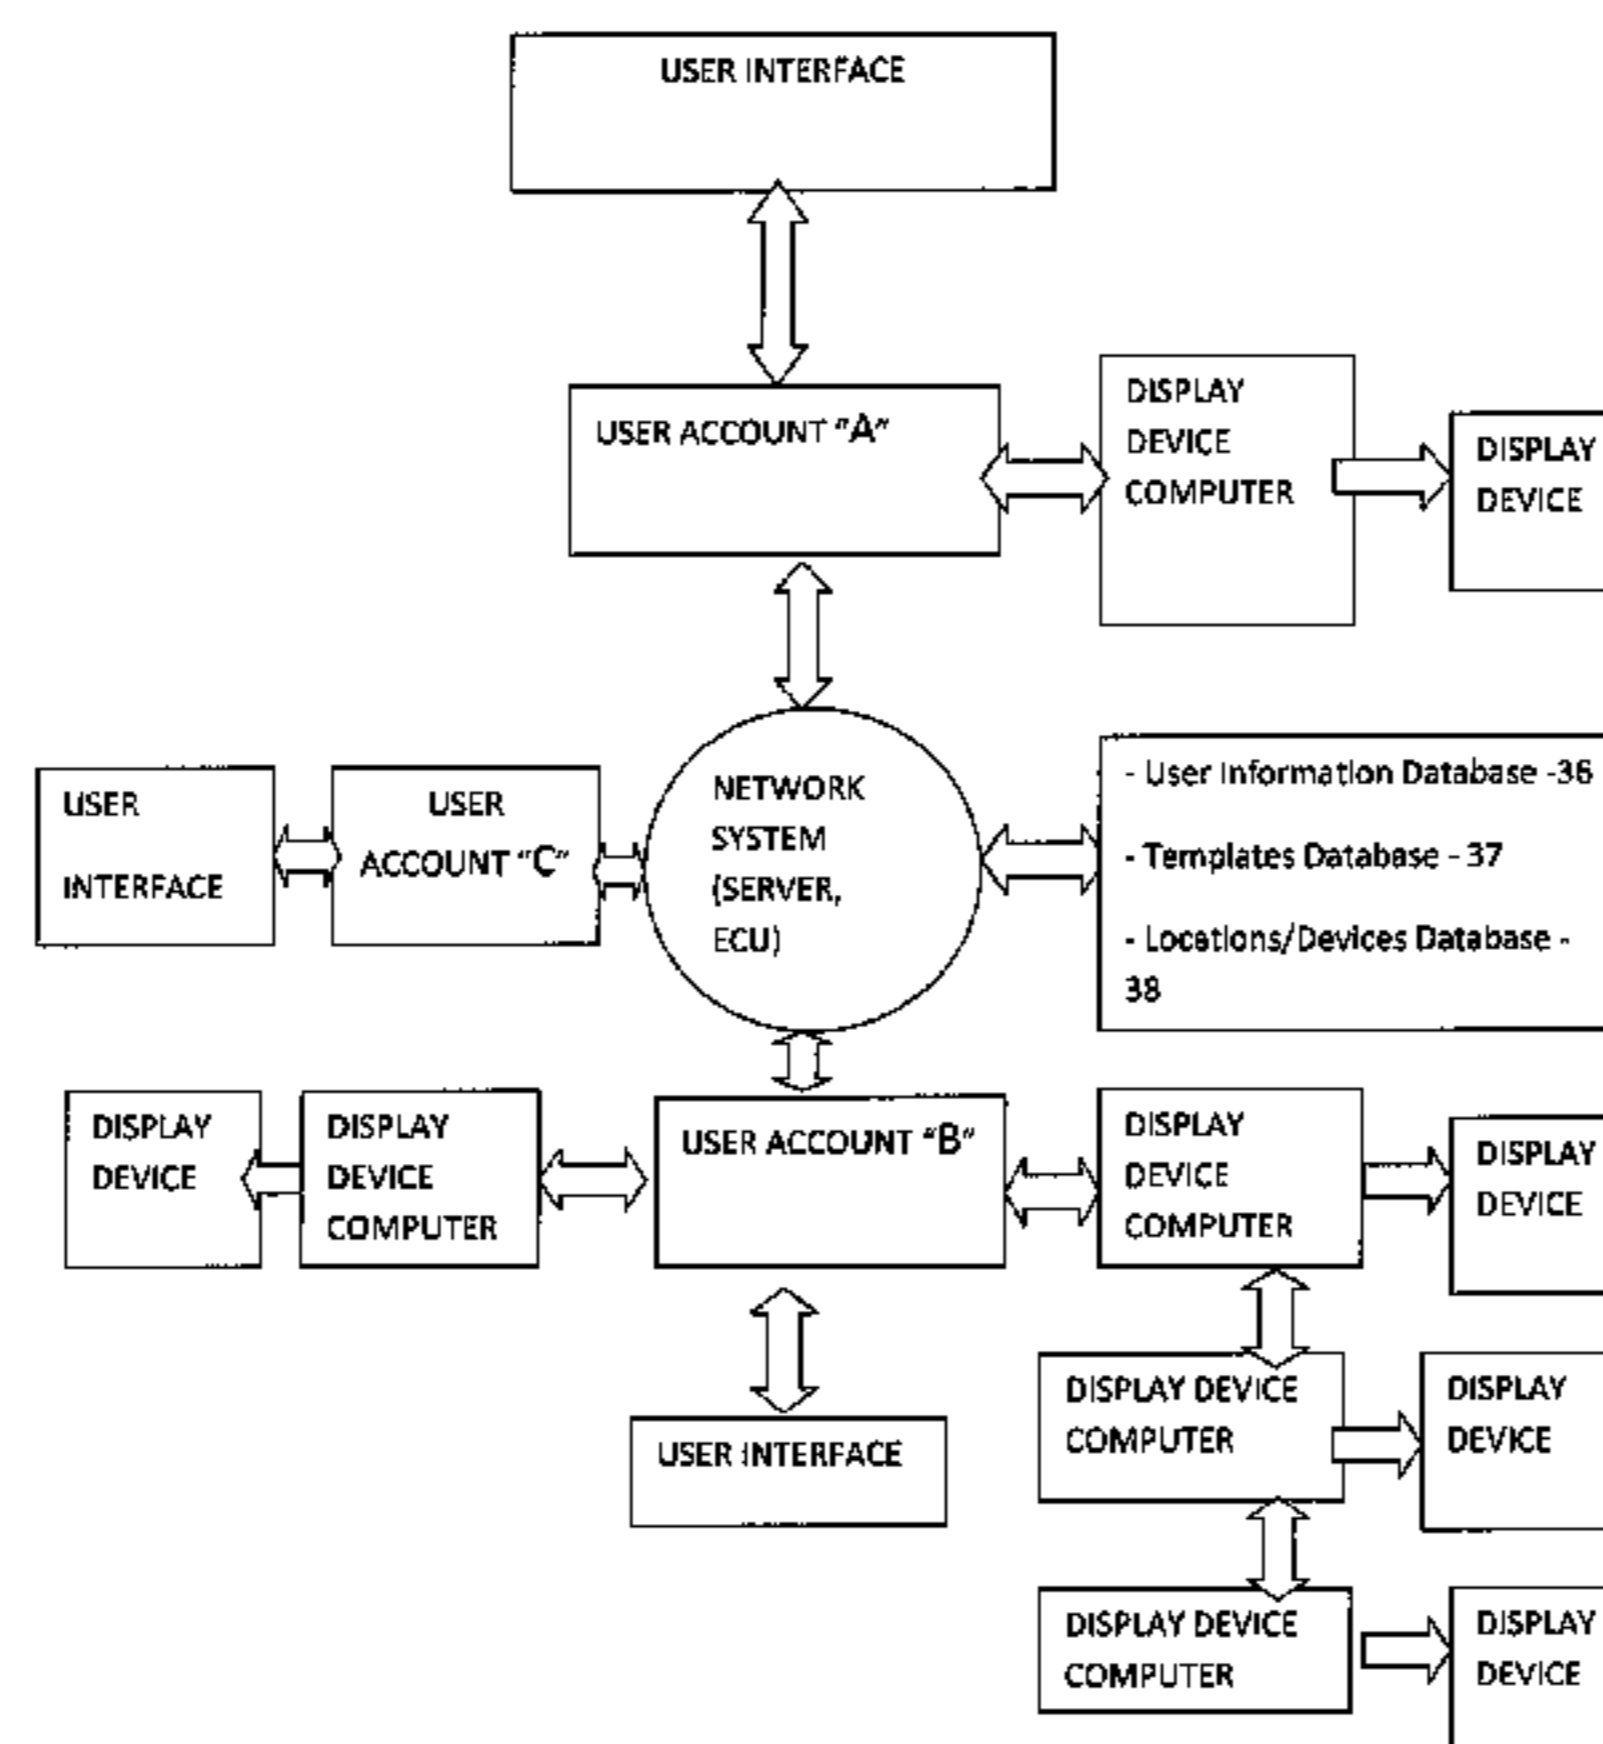 USER INTERFACE
USER ACCOUNT "A"
DISPLAY
DEVICE
COMPUTER
DISPLAY
DEVICE
USER
INTERFACE
USER
ACCOUNT "C"
NETWORK
SYSTEM
(SERVER,
ECU)
- User Information Database -36
- Templates Database - 37
- Locations/Devices Database -
38
DISPLAY
DEVICE
DISPLAY
DEVICE
COMPUTER
USER ACCOUNT "B"
DISPLAY
DEVICE
COMPUTER
DISPLAY
DEVICE
USER INTERFACE
DISPLAY DEVICE
COMPUTER
DISPLAY
DEVICE
DISPLAY DEVICE
COMPUTER
DISPLAY
DEVICE